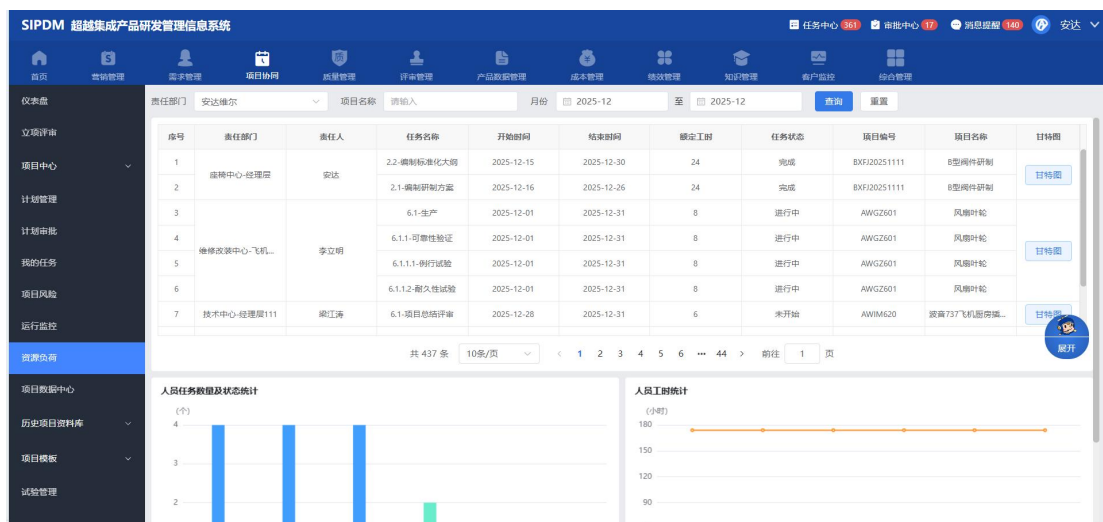 SIPDM 超越集成产品研发管理信息系统
任务中心 361 审批中心 17 消息提醒 140 安达
首页 营销管理 需求管理 项目协同 质量管理 评审管理 产品数据管理 成本管理 绩效管理 知识管理 客户监控 综合管理
仪表盘
立项评审
项目中心
计划管理
计划审批
我的任务
项目风险
运行监控
资源负荷
项目数据中心
历史项目资料库
项目模板
试验管理
责任部门 安达维尔 项目名称 请输入 月份 2025-12 至 2025-12 查询 重置
序号 责任部门 责任人 任务名称 开始时间 结束时间 额定工时 任务状态 项目编号 项目名称 甘特图
1 座椅中心-经理层 安达 2.2-编制标准化大纲 2025-12-15 2025-12-30 24 完成 BXFJ20251111 B型阀件研制 甘特图
2 2.1-编制研制方案 2025-12-16 2025-12-26 24 完成 BXFJ20251111 B型阀件研制
3 维修改装中心-飞机... 李立明 6.1-生产 2025-12-01 2025-12-31 8 进行中 AWGZ601 风扇叶轮 甘特图
4 6.1.1-可靠性验证 2025-12-01 2025-12-31 8 进行中 AWGZ601 风扇叶轮
5 6.1.1.1-例行试验 2025-12-01 2025-12-31 8 进行中 AWGZ601 风扇叶轮
6 6.1.1.2-耐久性试验 2025-12-01 2025-12-31 8 进行中 AWGZ601 风扇叶轮
7 技术中心-经理层111 梁江涛 6.1-项目总结评审 2025-12-28 2025-12-31 6 未开始 AWIM620 波音737飞机厨房插... 甘特图
展开
共 437 条 10条/页 < 1 2 3 4 5 6 ••• 44 > 前往 1 页
人员任务数量及状态统计
(个)
4
3
2
人员工时统计
(小时)
180
150
120
90